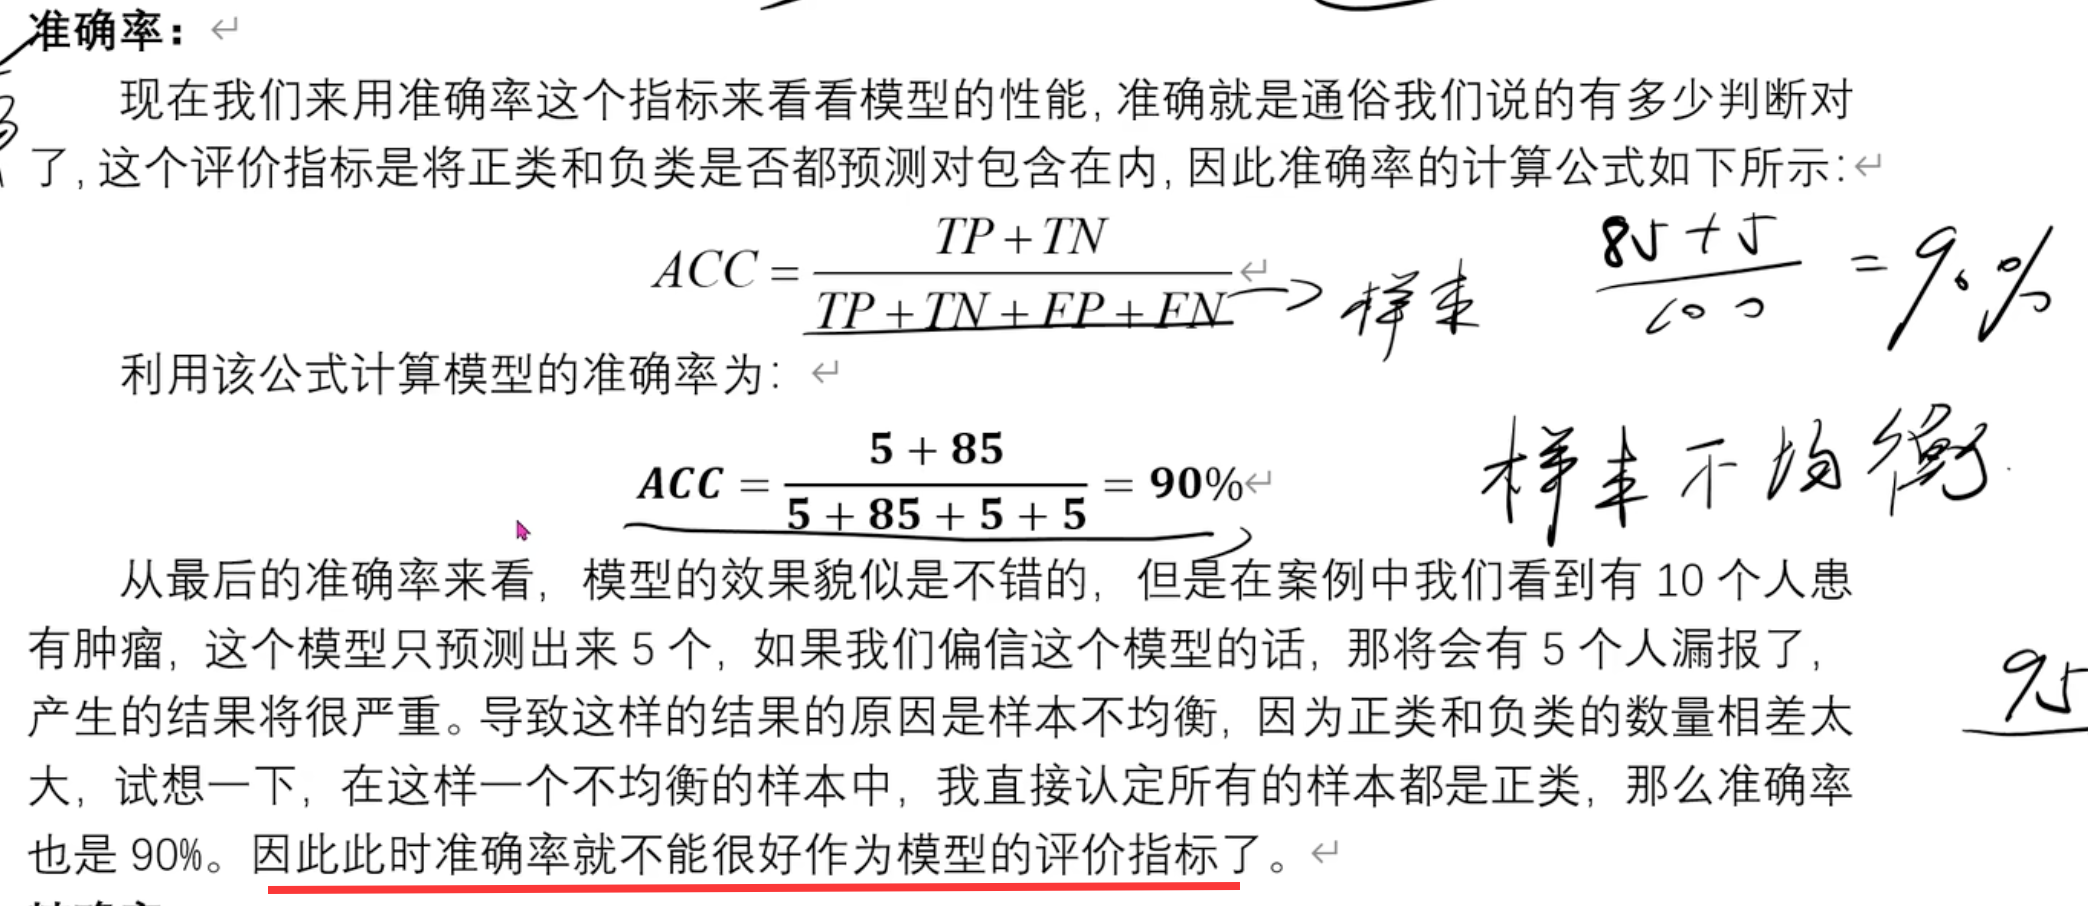 准确率：
现在我们来用准确率这个指标来看看模型的性能, 准确就是通俗我们说的有多少判断对
了, 这个评价指标是将正类和负类是否都预测对包含在内, 因此准确率的计算公式如下所示:
ACC = (TP + TN) / (TP + TN + FP + FN)
样本
(85 + 5) / 100 = 90%
利用该公式计算模型的准确率为：
ACC = (5 + 85) / (5 + 85 + 5 + 5) = 90%
样本不均衡
从最后的准确率来看，模型的效果貌似是不错的，但是在案例中我们看到有 10 个人患
有肿瘤，这个模型只预测出来 5 个，如果我们偏信这个模型的话，那将会有 5 个人漏报了，
产生的结果将很严重。导致这样的结果的原因是样本不均衡，因为正类和负类的数量相差太
95
大，试想一下，在这样一个不均衡的样本中，我直接认定所有的样本都是正类，那么准确率
也是 90%。因此此时准确率就不能很好作为模型的评价指标了。